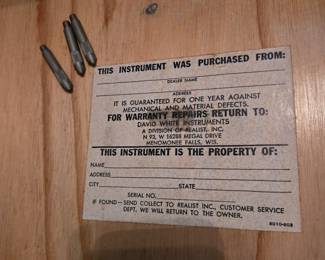 THIS INSTRUMENT WAS PURCHASED FROM:
DEALER NAME
ADDRESS
IT IS GUARANTEED FOR ONE YEAR AGAINST
MECHANICAL AND MATERIAL DEFECTS.
FOR WARRANTY REPAIRS RETURN TO:
DAVID WHITE INSTRUMENTS
A DIVISION OF REALIST, INC.
N 93, W 16288 MEGAL DRIVE
MENOMONEE FALLS, WIS.
THIS INSTRUMENT IS THE PROPERTY OF:
NAME
ADDRESS
CITY STATE
SERIAL NO.
IF FOUND—SEND COLLECT TO REALIST INC., CUSTOMER SERVICE
DEPT. WE WILL RETURN TO THE OWNER.